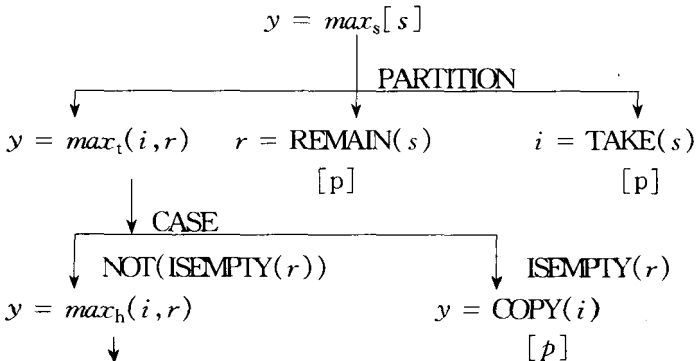 y = max_s[s]
PARTITION
y = max_t(i,r) r = REMAIN(s) i = TAKE(s)
[p] [p]
CASE
NOT(ISEMPTY(r)) ISEMPTY(r)
y = max_h(i,r) y = COPY(i)
[p]